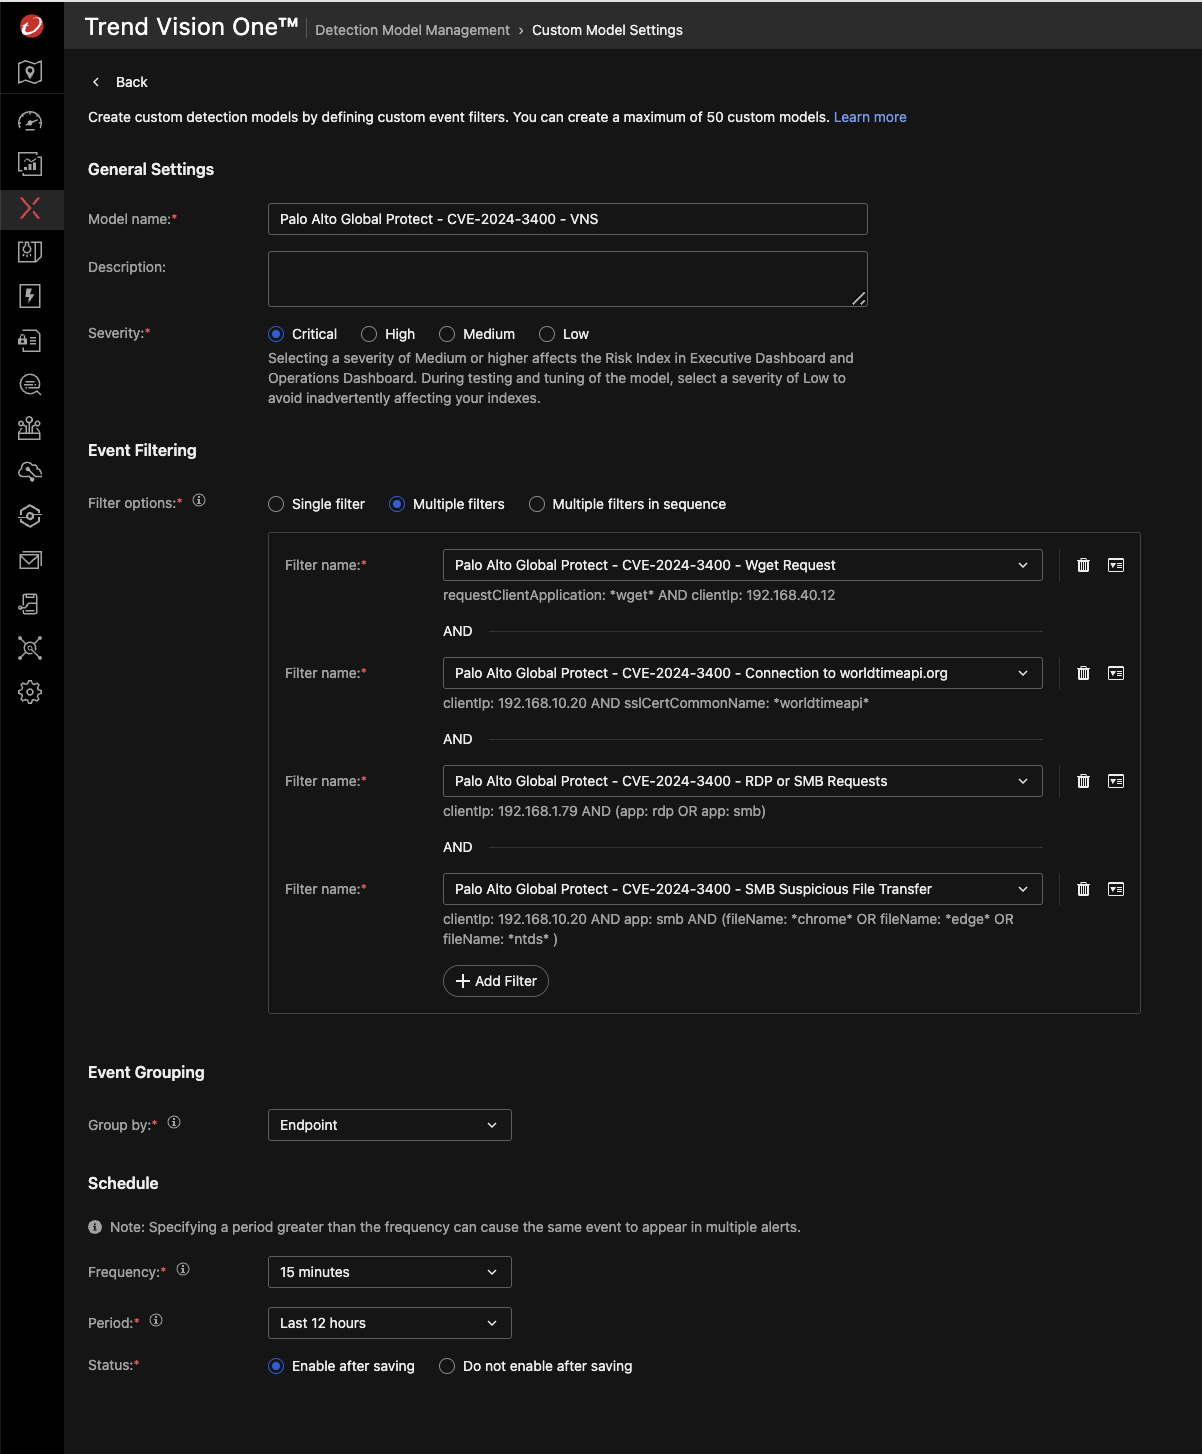 Trend Vision One™ Detection Model Management › Custom Model Settings
Back
Create custom detection models by defining custom event filters. You can create a maximum of 50 custom models. Learn more
General Settings
Model name:* Palo Alto Global Protect - CVE-2024-3400 - VNS
Description:
Severity:* Critical High Medium Low
Selecting a severity of Medium or higher affects the Risk Index in Executive Dashboard and
Operations Dashboard. During testing and tuning of the model, select a severity of Low to
avoid inadvertently affecting your indexes.
Event Filtering
Filter options:* Single filter Multiple filters Multiple filters in sequence
Filter name:* Palo Alto Global Protect - CVE-2024-3400 - Wget Request
requestClientApplication: *wget* AND clientIp: 192.168.40.12
AND
Filter name:* Palo Alto Global Protect - CVE-2024-3400 - Connection to worldtimeapi.org
clientIp: 192.168.10.20 AND sslCertCommonName: *worldtimeapi*
AND
Filter name:* Palo Alto Global Protect - CVE-2024-3400 - RDP or SMB Requests
clientIp: 192.168.1.79 AND (app: rdp OR app: smb)
AND
Filter name:* Palo Alto Global Protect - CVE-2024-3400 - SMB Suspicious File Transfer
clientIp: 192.168.10.20 AND app: smb AND (fileName: *chrome* OR fileName: *edge* OR
fileName: *ntds* )
+ Add Filter
Event Grouping
Group by:* Endpoint
Schedule
Note: Specifying a period greater than the frequency can cause the same event to appear in multiple alerts.
Frequency:* 15 minutes
Period:* Last 12 hours
Status:* Enable after saving Do not enable after saving